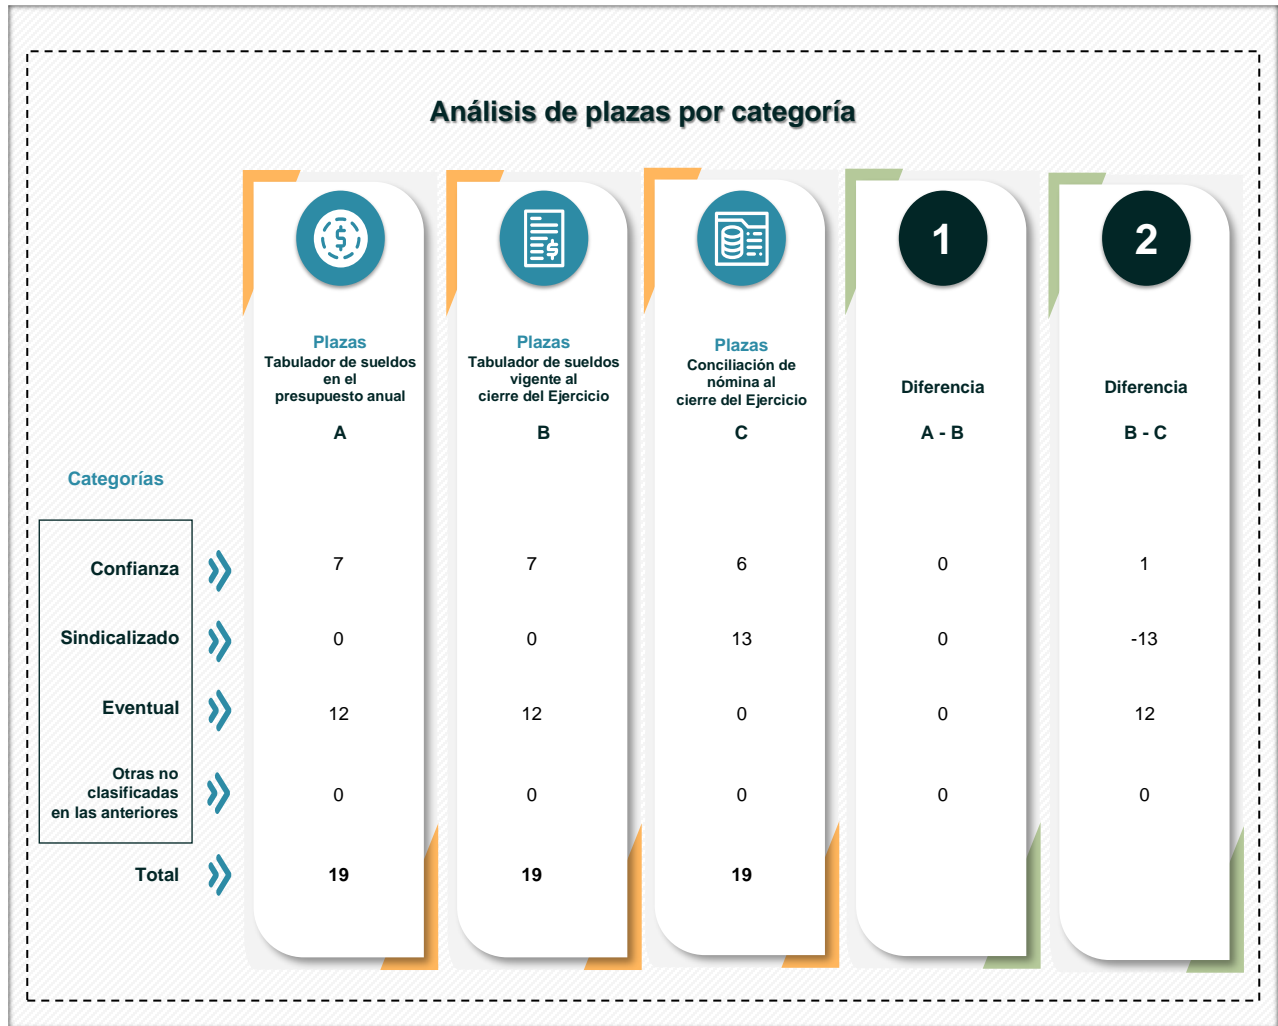 Análisis de plazas por categoría
1
2
Plazas
Tabulador de sueldos
en el
presupuesto anual
A
Plazas
Tabulador de sueldos
vigente al
cierre del Ejercicio
B
Plazas
Conciliación de
nómina al
cierre del Ejercicio
C
Diferencia
A - B
Diferencia
B - C
Categorías
Confianza 7 7 6 0 1
Sindicalizado 0 0 13 0 -13
Eventual 12 12 0 0 12
Otras no
clasificadas
en las anteriores
0 0 0 0 0
Total 19 19 19